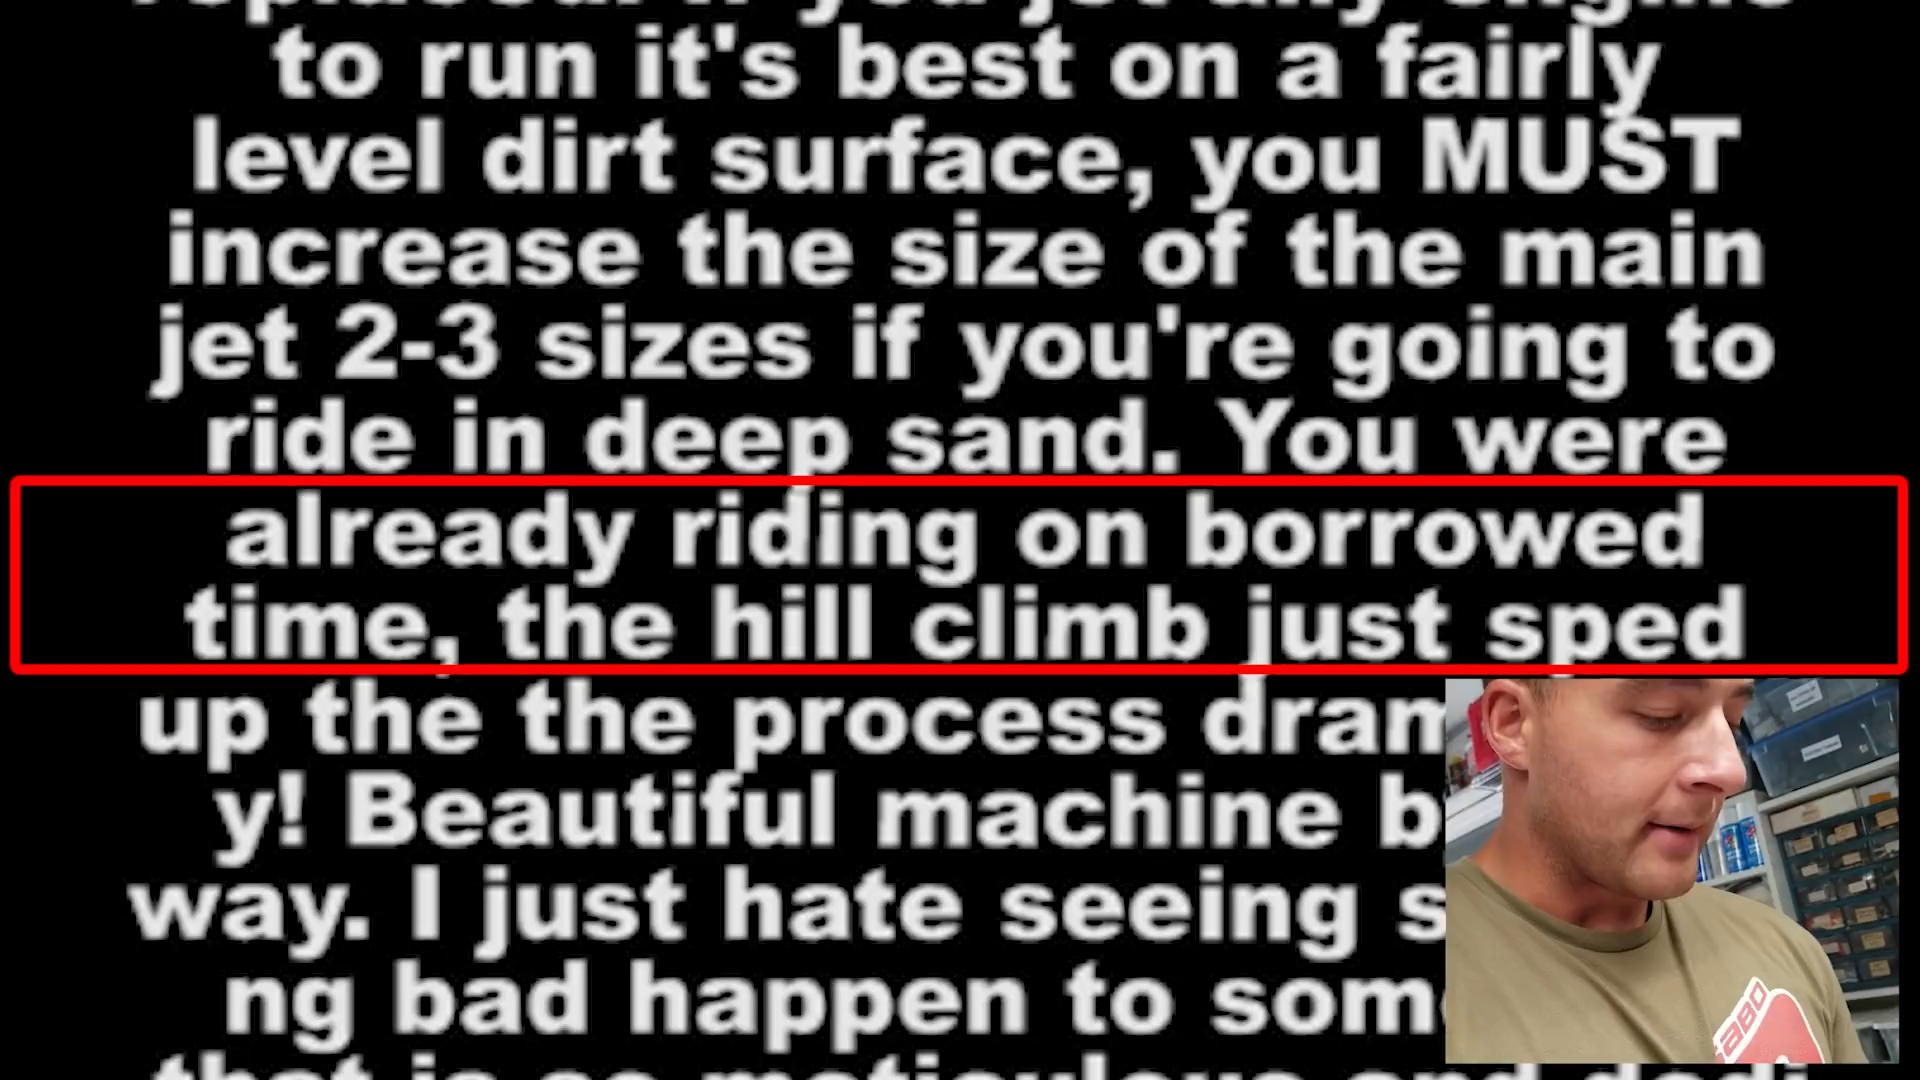 to run it's best on a fairly
level dirt surface, you MUST
increase the size of the main
jet 2-3 sizes if you're going to
ride in deep sand. You were
already riding on borrowed
time, the hill climb just sped
up the the process dram
y! Beautiful machine b
way. I just hate seeing s
ng bad happen to som